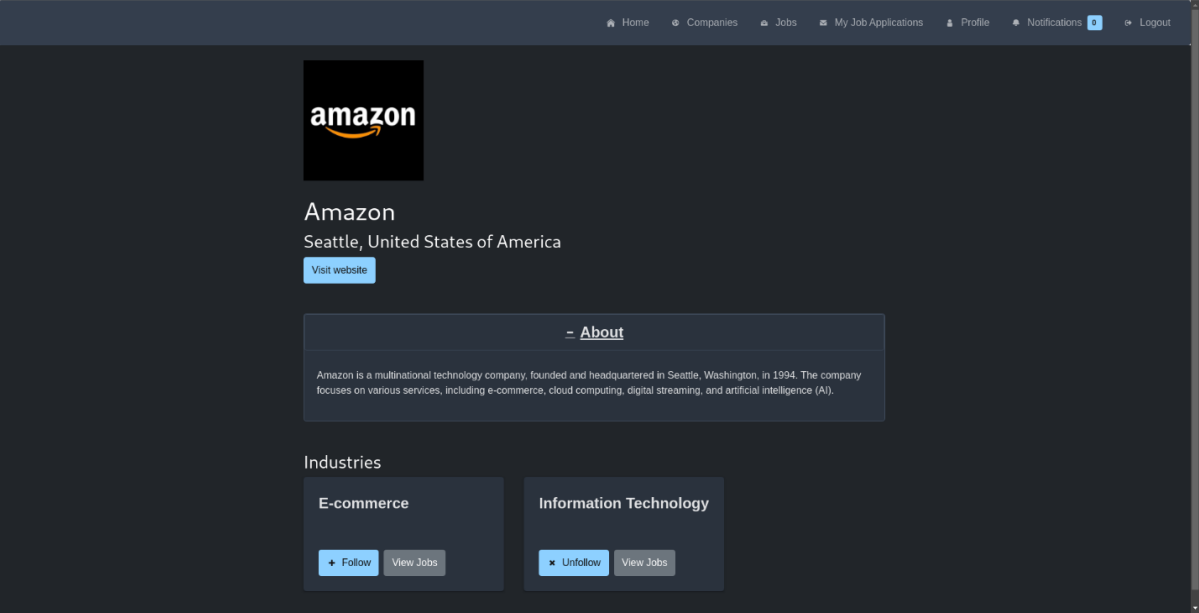 Home Companies Jobs My Job Applications Profile Notifications 0 Logout
amazon
Amazon
Seattle, United States of America
Visit website
− About
Amazon is a multinational technology company, founded and headquartered in Seattle, Washington, in 1994. The company
focuses on various services, including e-commerce, cloud computing, digital streaming, and artificial intelligence (AI).
Industries
E-commerce
Follow View Jobs
Information Technology
Unfollow View Jobs